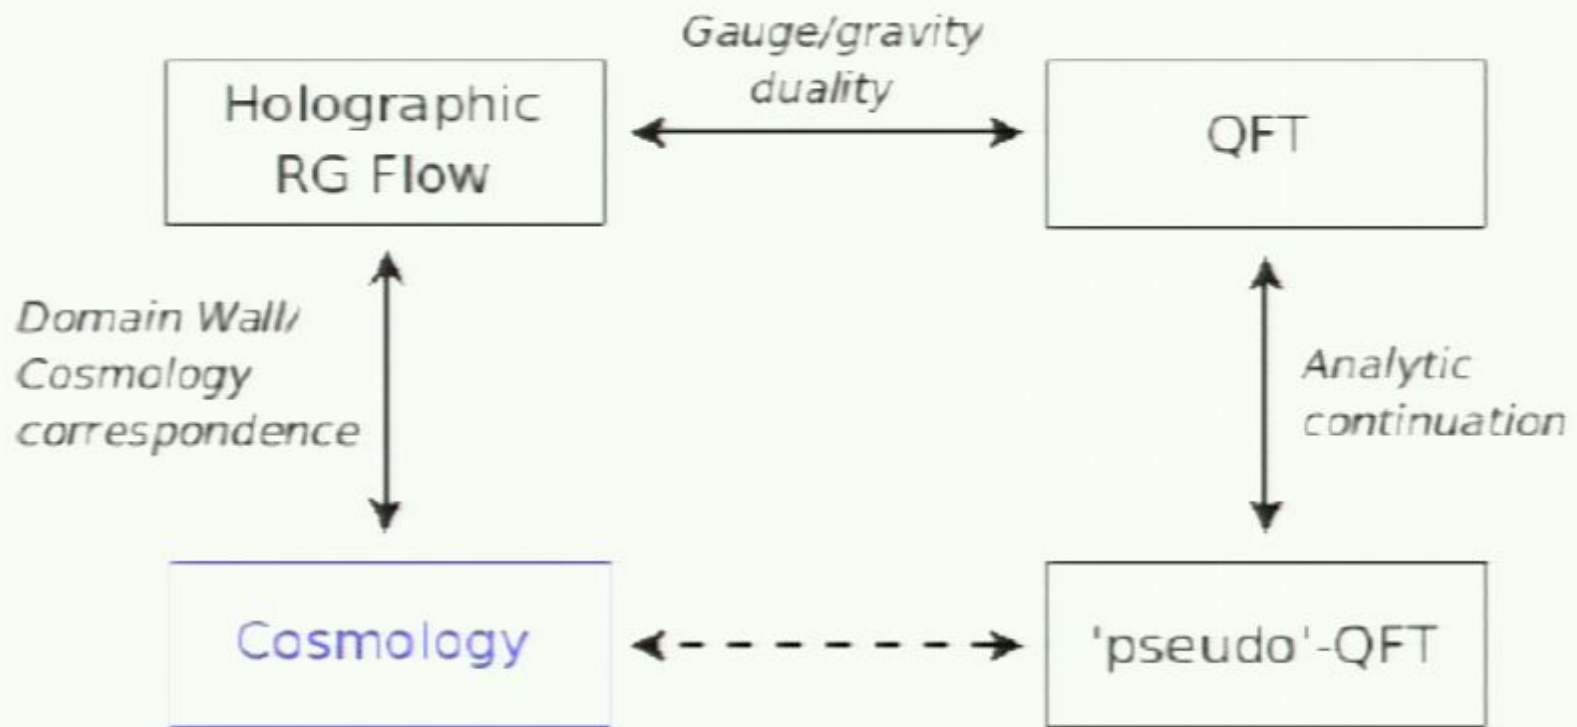 Gauge/gravity
duality
Holographic
RG Flow
QFT
Domain Wall/
Cosmology
correspondence
Analytic
continuation
Cosmology
'pseudo'-QFT